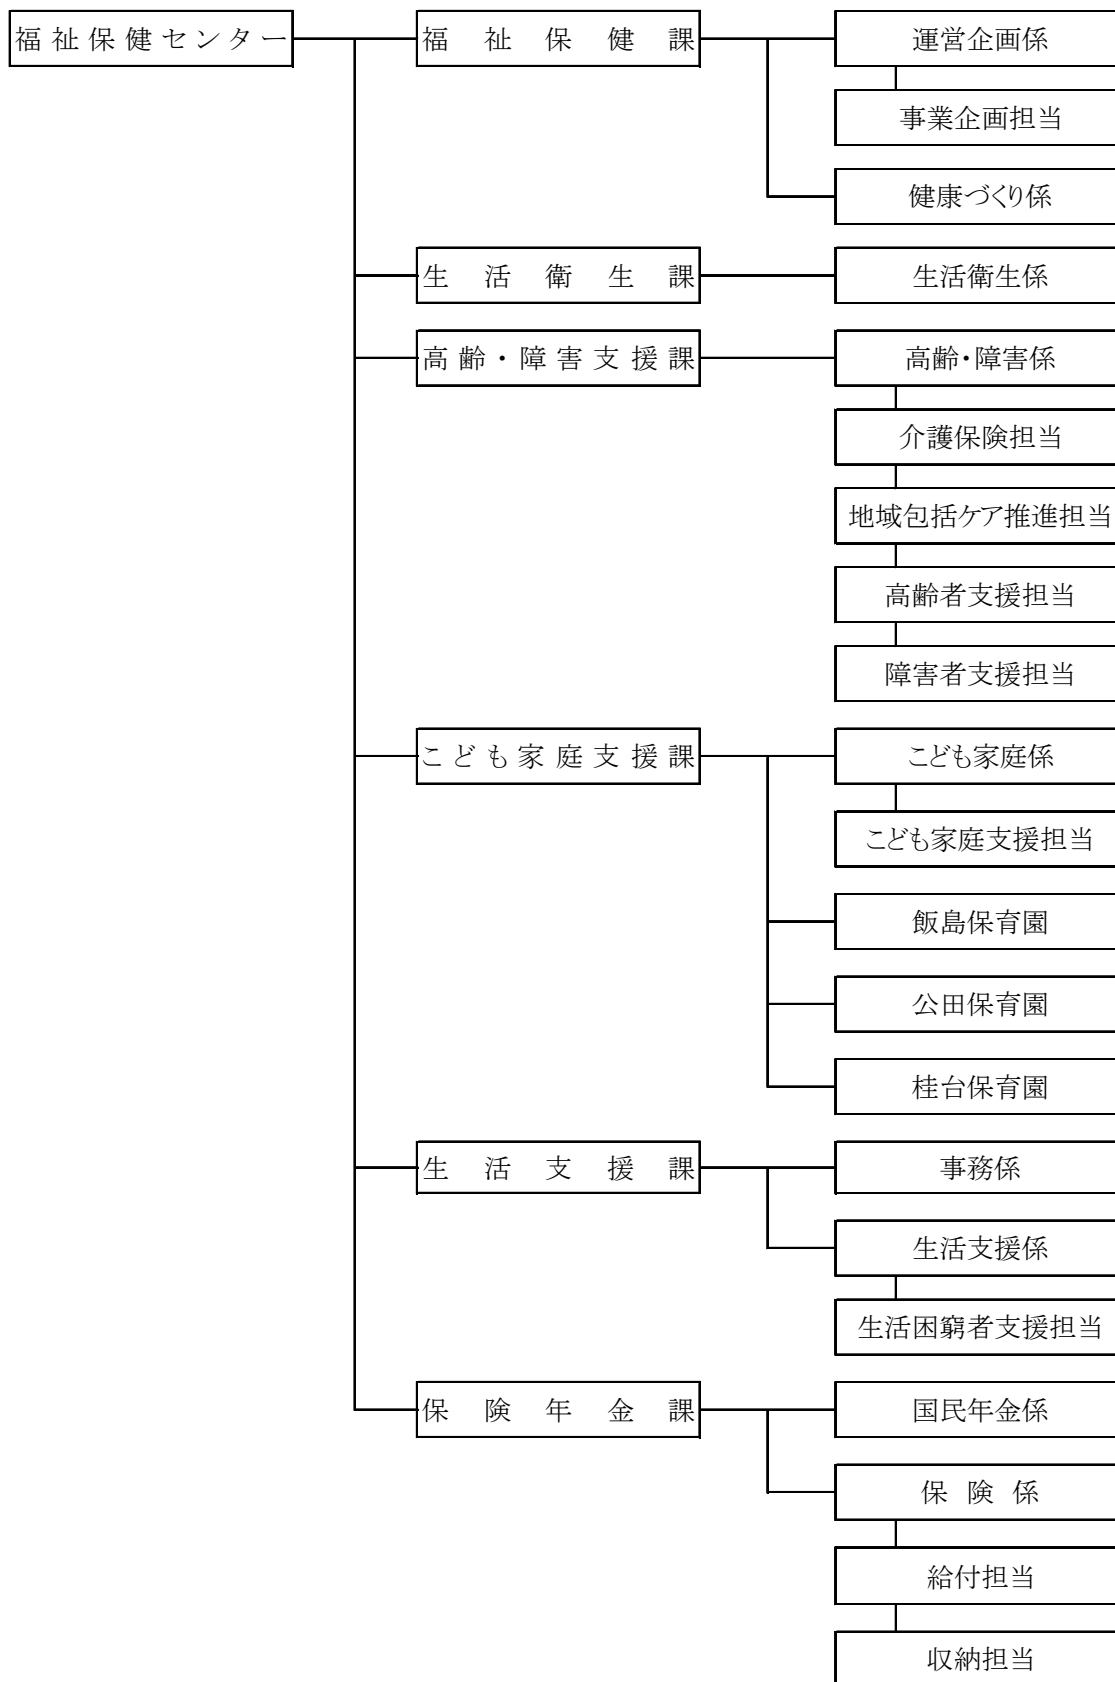 福祉保健センター
福祉保健課
運営企画係
事業企画担当
健康づくり係
生活衛生課
生活衛生係
高齢・障害支援課
高齢・障害係
介護保険担当
地域包括ケア推進担当
高齢者支援担当
障害者支援担当
こども家庭支援課
こども家庭係
こども家庭支援担当
飯島保育園
公田保育園
桂台保育園
生活支援課
事務係
生活支援係
生活困窮者支援担当
保険年金課
国民年金係
保険係
給付担当
収納担当